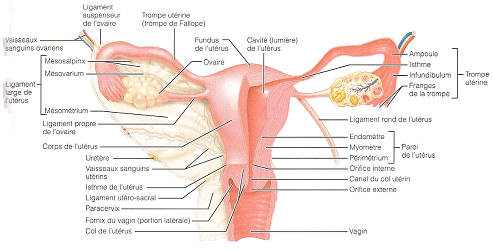 Ligament
suspenseur
de l'ovaire
Trompe utérine
(trompe de Fallope)
Vaisseaux
sanguins ovariens
Fundus
de l'utérus
Cavité (lumière)
de l'utérus
Mésosalpinx
Mésovarium
Ovaire
Ligament
large de
l'utérus
Mésométrium
Ligament propre
de l'ovaire
Corps de l'utérus
Uretère
Vaisseaux sanguins
utérins
Isthme de l'utérus
Ligament utéro-sacral
Paracervix
Fornix du vagin (portion latérale)
Col de l'utérus
Ampoule
Isthme
Infundibulum
Franges
de la trompe
Trompe
utérine
Ligament rond de l'utérus
Endomètre
Myomètre
Périmétrium
Paroi
de l'utérus
Orifice interne
Canal du col utérin
Orifice externe
Vagin